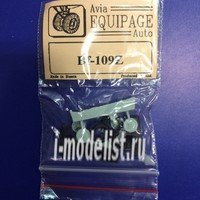 Avia
EQUIPAGE
Auto
Bf-109Z
Made in Russia
i-modelist.ru